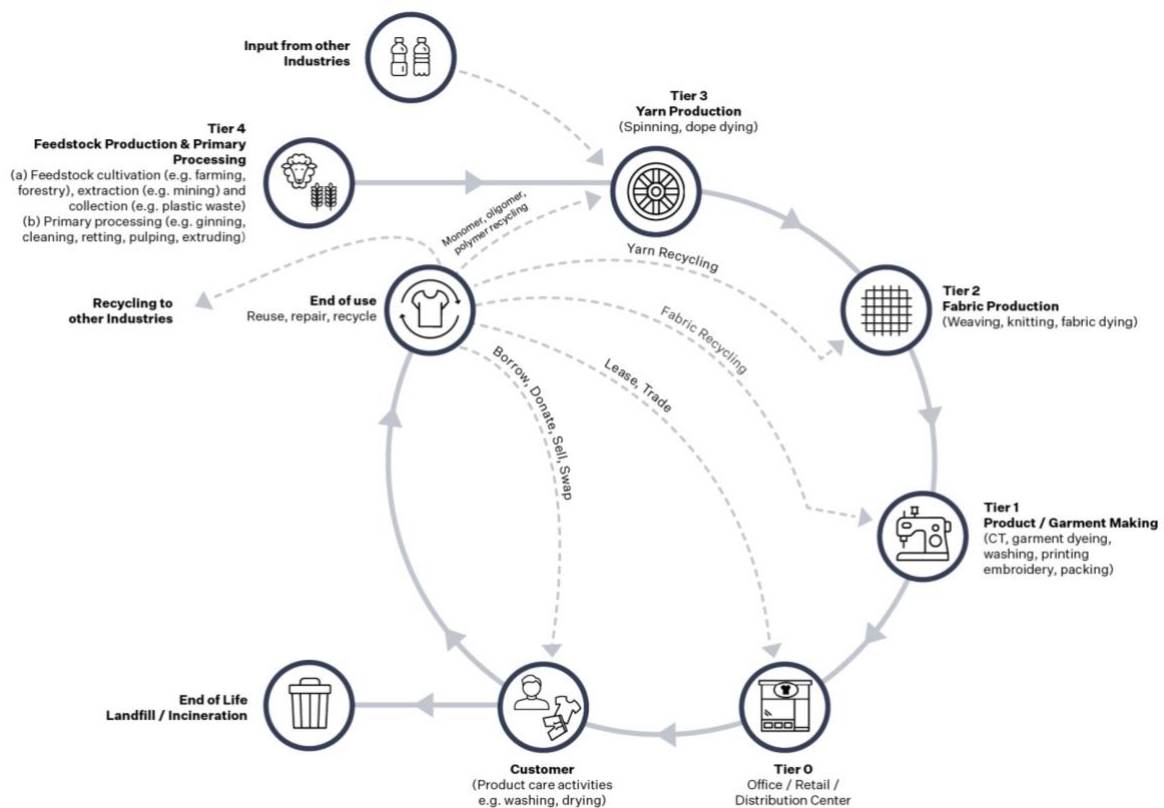 Input from other
Industries
Tier 3
Yarn Production
(Spinning, dope dying)
Tier 4
Feedstock Production & Primary
Processing
(a) Feedstock cultivation (e.g. farming,
forestry), extraction (e.g. mining) and
collection (e.g. plastic waste)
(b) Primary processing (e.g. ginning,
cleaning, retting, pulping, extruding)
Monomer, oligomer,
polymer recycling
Yarn Recycling
Recycling to
other Industries
End of use
Reuse, repair, recycle
Tier 2
Fabric Production
(Weaving, knitting, fabric dying)
Fabric Recycling
Lease, Trade
Borrow, Donate, Sell, Swap
Tier 1
Product / Garment Making
(CT, garment dyeing,
washing, printing
embroidery, packing)
End of Life
Landfill / Incineration
Customer
(Product care activities
e.g. washing, drying)
Tier 0
Office / Retail /
Distribution Center